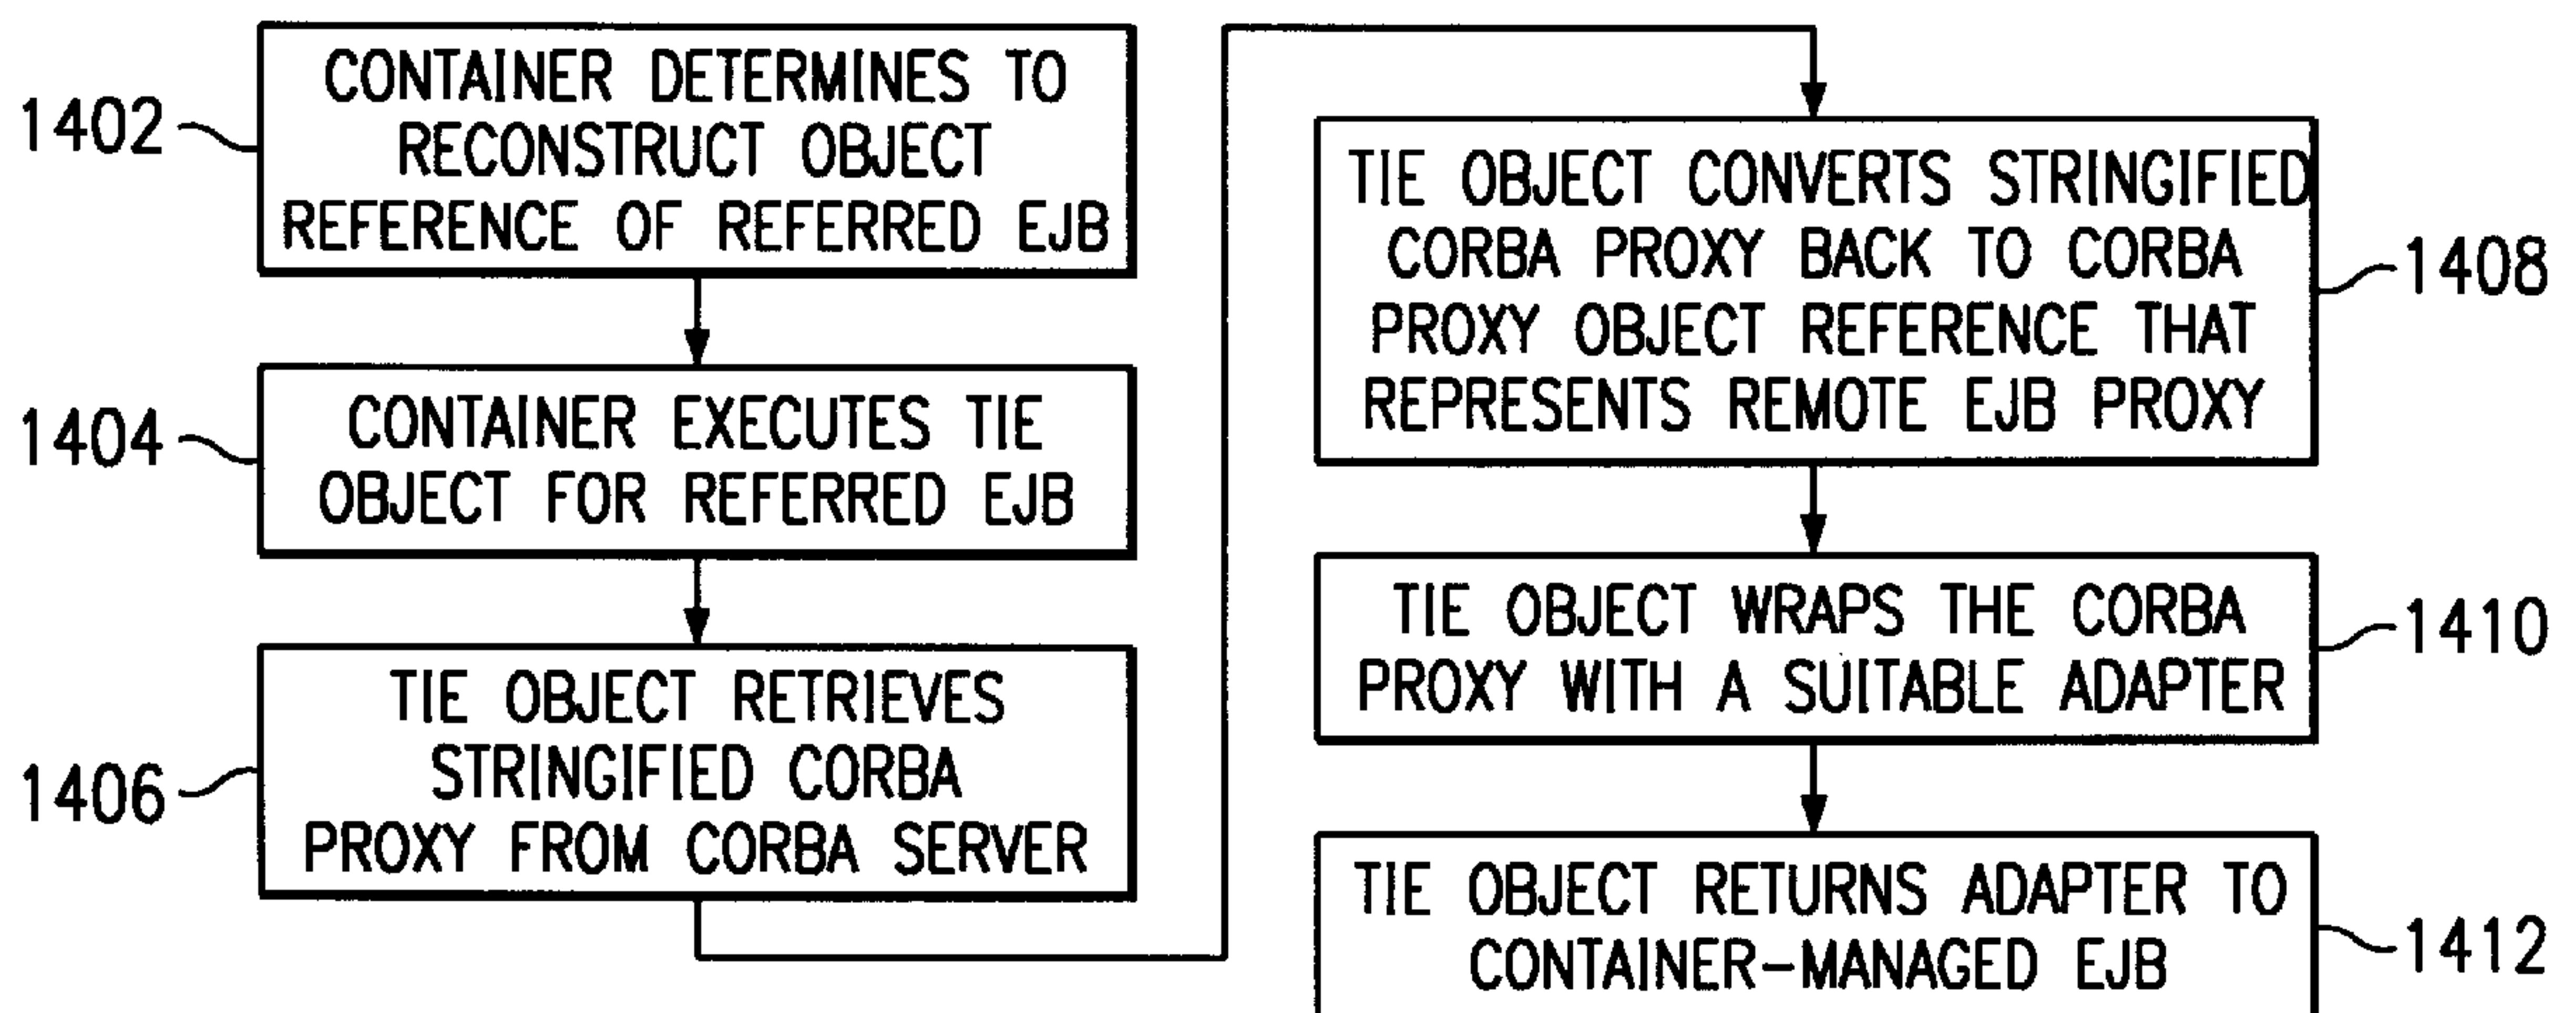 1402
CONTAINER DETERMINES TO
RECONSTRUCT OBJECT
REFERENCE OF REFERRED EJB
1404
CONTAINER EXECUTES TIE
OBJECT FOR REFERRED EJB
1406
TIE OBJECT RETRIEVES
STRINGIFIED CORBA
PROXY FROM CORBA SERVER
TIE OBJECT CONVERTS STRINGIFIED
CORBA PROXY BACK TO CORBA
PROXY OBJECT REFERENCE THAT
REPRESENTS REMOTE EJB PROXY
1408
TIE OBJECT WRAPS THE CORBA
PROXY WITH A SUITABLE ADAPTER
1410
TIE OBJECT RETURNS ADAPTER TO
CONTAINER-MANAGED EJB
1412